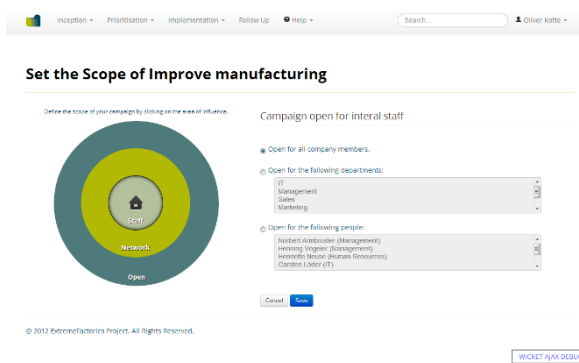 Inception
Prioritisation
Implementation
Follow Up
Help
Search...
Oliver Kotte
Set the Scope of Improve manufacturing
Define the scope of your campaign by clicking on the area of influence.
Staff
Network
Open
Campaign open for interal staff
Open for all company members.
Open for the following departments:
IT
Management
Sales
Marketing
Open for the following people:
Norbert Armbruster (Management)
Henning Vogeler (Management)
Henriette Neuse (Human Resources)
Carsten Löder (IT)
Cancel Save
© 2012 ExtremeFactories Project. All Rights Reserved.
WICKET AJAX DEBU